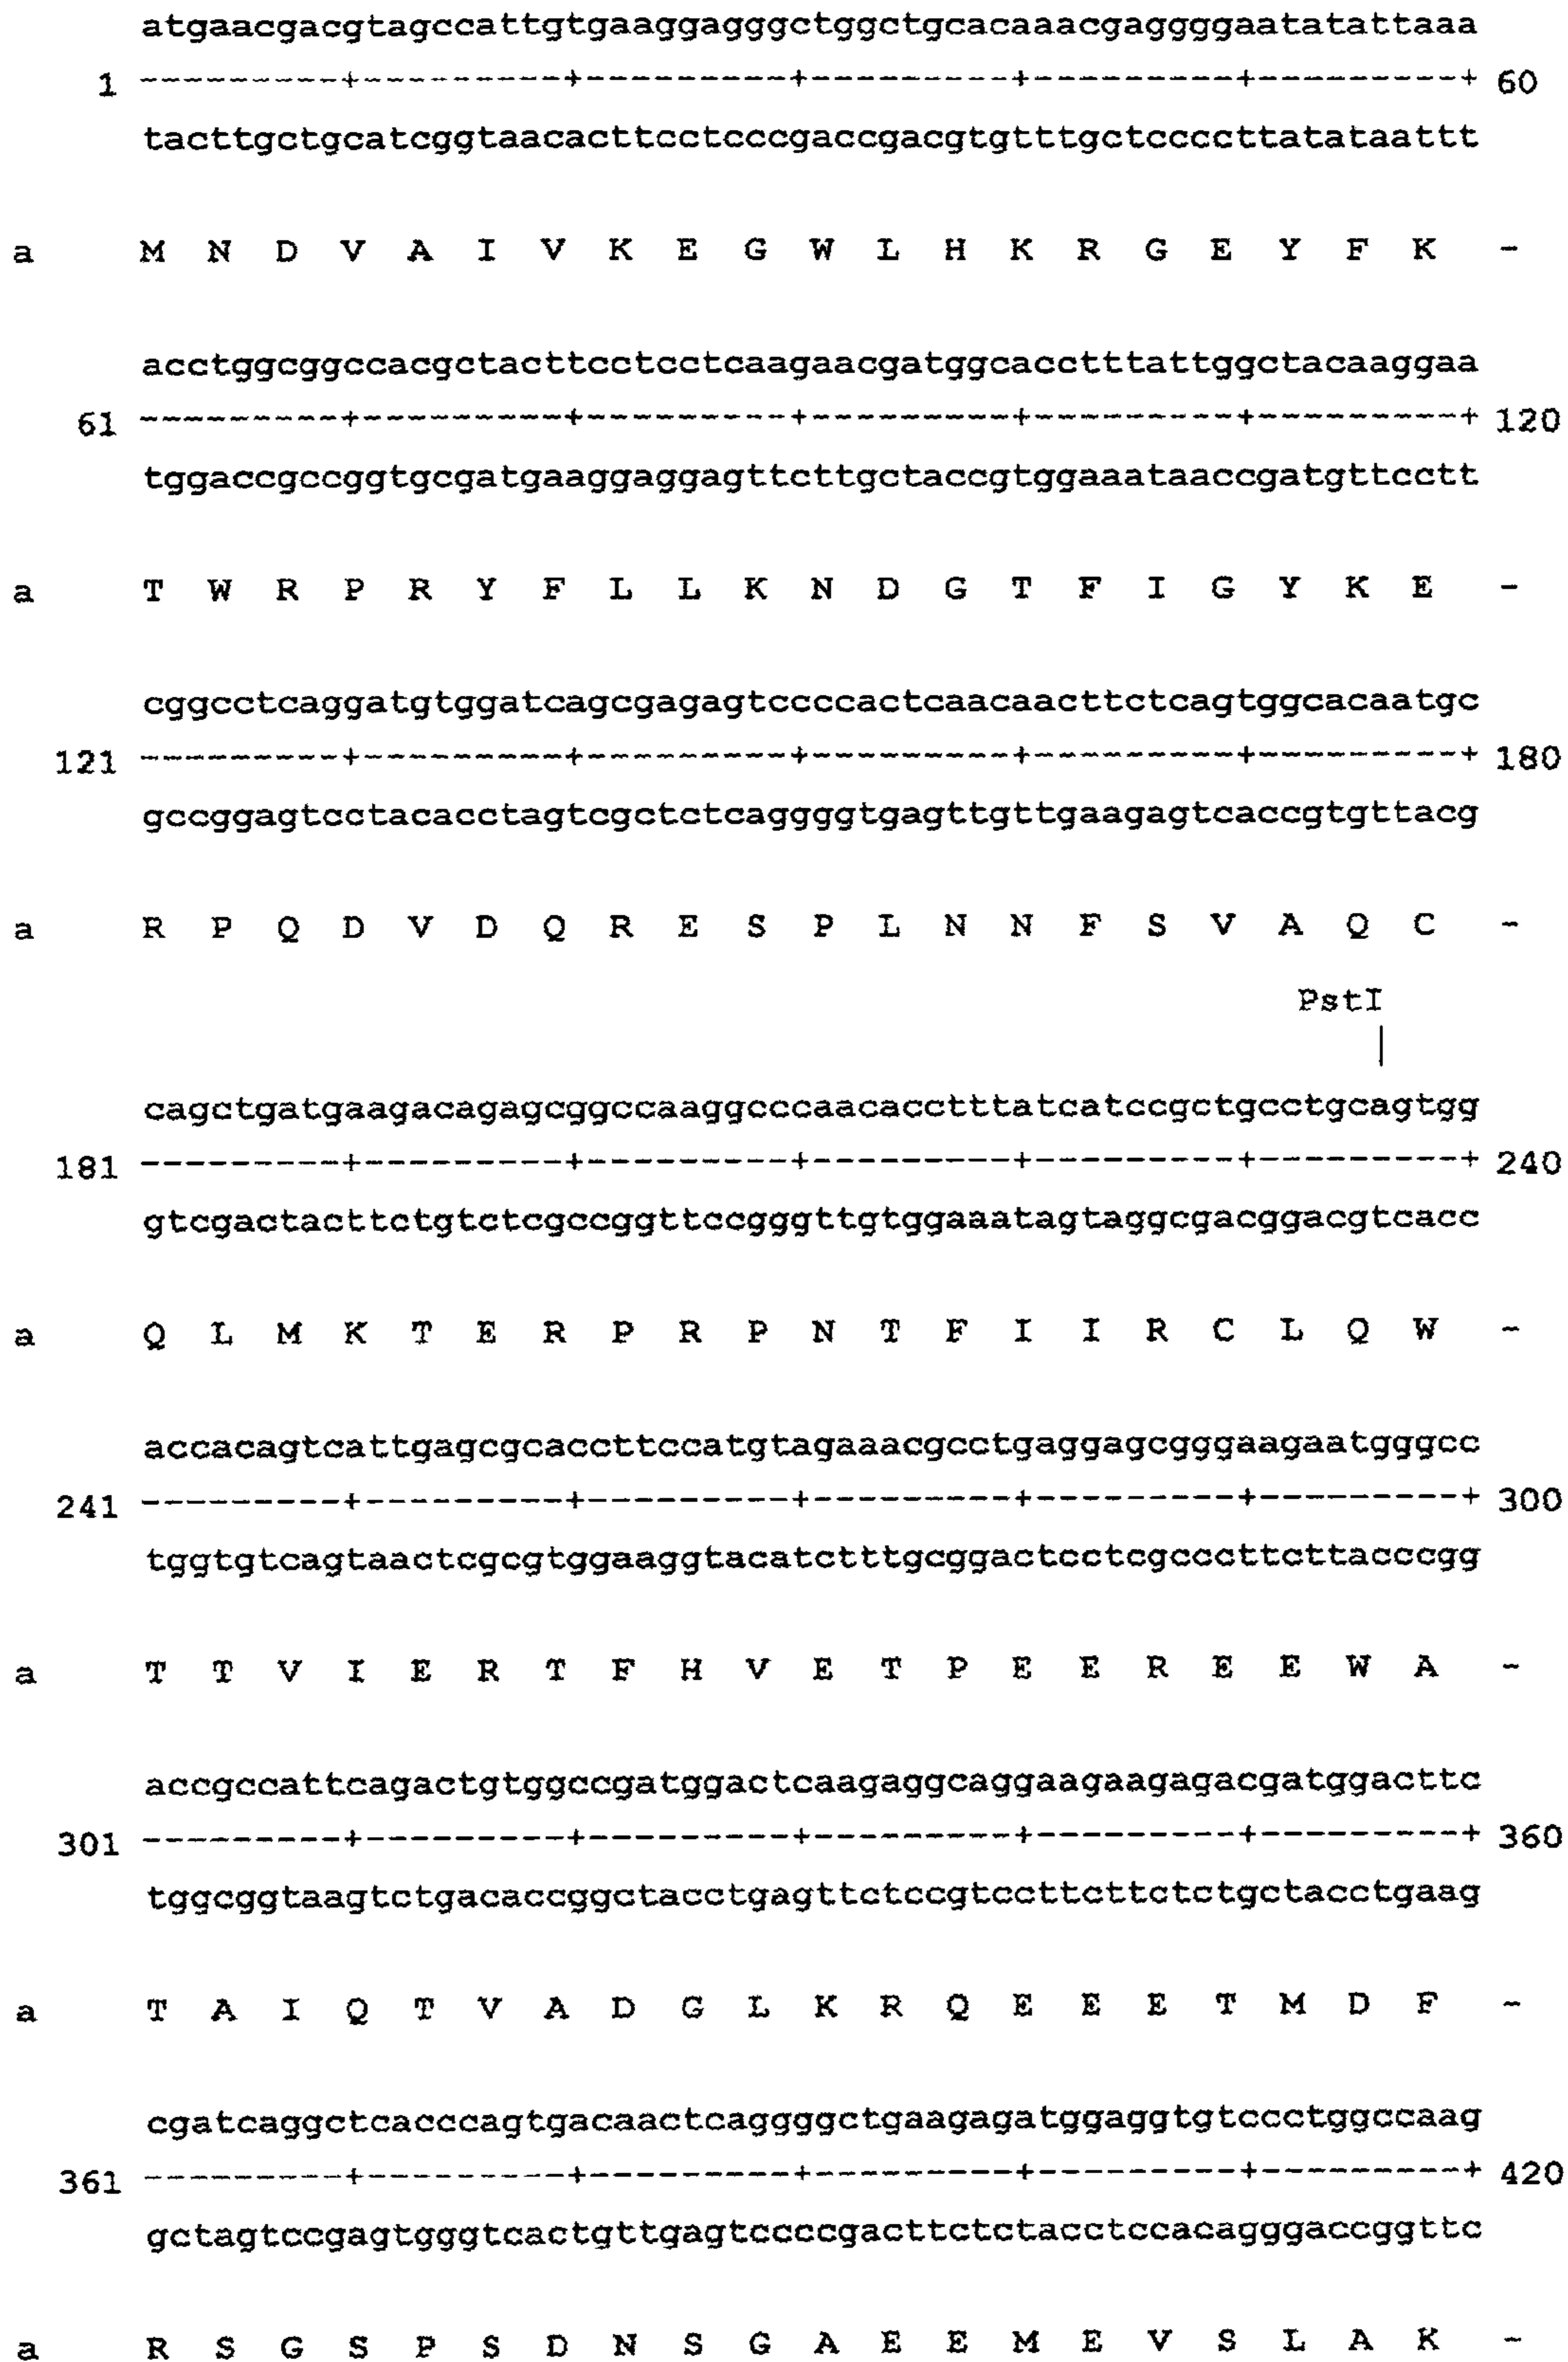 atgaacgacgtagccattgtgaaggagggctggctgcacaaacgaggggaatatattaaa
1 ---------+---------+---------+---------+---------+---------+ 60
tacttgctgcatcggtaacacttcctcccgaccgacgtgtttgctccccttatataattt
a M N D V A I V K E G W L H K R G E Y F K -
acctggcggccacgctacttcctcctcaagaacgatggcacctttattggctacaaggaa
61 ---------+---------+---------+---------+---------+---------+ 120
tggaccgccggtgcgatgaaggaggagttcttgctaccgtggaaataaccgatgttcctt
a T W R P R Y F L L K N D G T F I G Y K E -
cggcctcaggatgtggatcagcgagagtccccactcaacaacttctcagtggcacaatgc
121 ---------+---------+---------+---------+---------+---------+ 180
gccggagtcctacacctagtcgctctcaggggtgagttgttgaagagtcaccgtgttacg
a R P Q D V D Q R E S P L N N F S V A Q C -
PstI
|
cagctgatgaagacagagcggccaaggcccaacacctttatcatccgctgcctgcagtgg
181 ---------+---------+---------+---------+---------+---------+ 240
gtcgactacttctgtctcgccggttccgggttgtggaaatagtaggcgacggacgtcacc
a Q L M K T E R P R P N T F I I R C L Q W -
accacagtcattgagcgcaccttccatgtagaaacgcctgaggagcgggaagaatgggcc
241 ---------+---------+---------+---------+---------+---------+ 300
tggtgtcagtaactcgcgtggaaggtacatctttgcggactcctcgcccttcttacccgg
a T T V I E R T F H V E T P E E R E E W A -
accgccattcagactgtggccgatggactcaagaggcaggaagaagagacgatggacttc
301 ---------+---------+---------+---------+---------+---------+ 360
tggcggtaagtctgacaccggctacctgagttctccgtccttcttctctgctacctgaag
a T A I Q T V A D G L K R Q E E E T M D F -
cgatcaggctcacccagtgacaactcaggggctgaagagatggaggtgtccctggccaag
361 ---------+---------+---------+---------+---------+---------+ 420
gctagtccgagtgggtcactgttgagtccccgacttctctacctccacagggaccggttc
a R S G S P S D N S G A E E M E V S L A K -